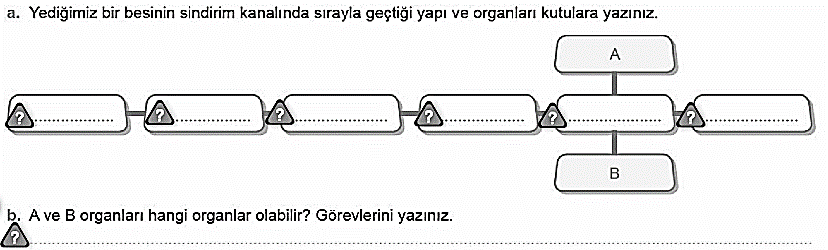 a. Yediğimiz bir besinin sindirim kanalında sırayla geçtiği yapı ve organları kutulara yazınız.
A
? .................. ? .................. ? .................. ? .................. ? .................. ? ..................
B
b. A ve B organları hangi organlar olabilir? Görevlerini yazınız.
? ....................................................................................................